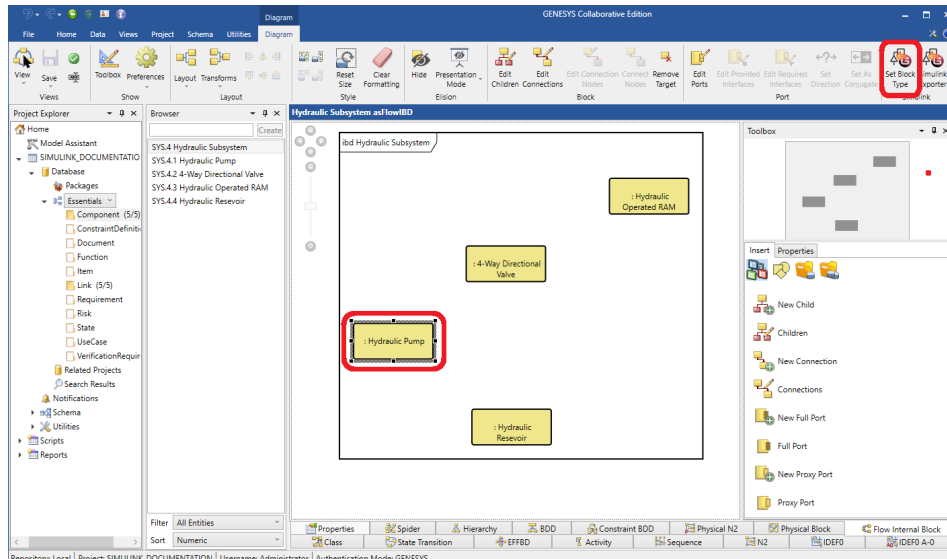 Diagram
GENESYS Collaborative Edition
File Home Data Views Project Schema Utilities Diagram
View Save Toolbox Preferences Layout Transforms Reset Size Clear Formatting Hide Presentation Mode Edit Children Edit Connections Edit Connection Nodes Connect Nodes Remove Target Edit Ports Edit Provided Interfaces Edit Required Interfaces Set Direction Set As Conjugate Set Block Type Simulink Exporter
Views Show Layout Style Elision Block Port
Project Explorer
Browser
Hydraulic Subsystem asFlowIBD
Home
Create
Model Assistant
SIMULINK_DOCUMENTATIO
Database
Packages
Essentials
Component (5/5)
ConstraintDefiniti
Document
Function
Item
Link (5/5)
Requirement
Risk
State
UseCase
VerificationRequir
Related Projects
Search Results
Notifications
Schema
Utilities
Scripts
Reports
SYS.4 Hydraulic Subsystem
SYS.4.1 Hydraulic Pump
SYS.4.2 4-Way Directional Valve
SYS.4.3 Hydraulic Operated RAM
SYS.4.4 Hydraulic Resevoir
Filter All Entities
Sort Numeric
ibd Hydraulic Subsystem
: Hydraulic
Operated RAM
: 4-Way Directional
Valve
: Hydraulic Pump
: Hydraulic
Resevoir
Toolbox
Insert Properties
New Child
Children
New Connection
Connections
New Full Port
Full Port
New Proxy Port
Proxy Port
Properties Spider Hierarchy BDD Constraint BDD Physical N2 Physical Block Flow Internal Block
Class State Transition EFFBD Activity Sequence N2 IDEF0 IDEF0 A-0
Repository: Local Project: SIMULINK_DOCUMENTATION Username: Administrator Authentication Mode: GENESYS